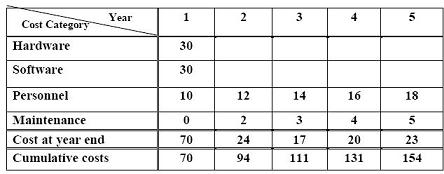 Cost Category Year 1 2 3 4 5
Hardware 30
Software 30
Personnel 10 12 14 16 18
Maintenance 0 2 3 4 5
Cost at year end 70 24 17 20 23
Cumulative costs 70 94 111 131 154